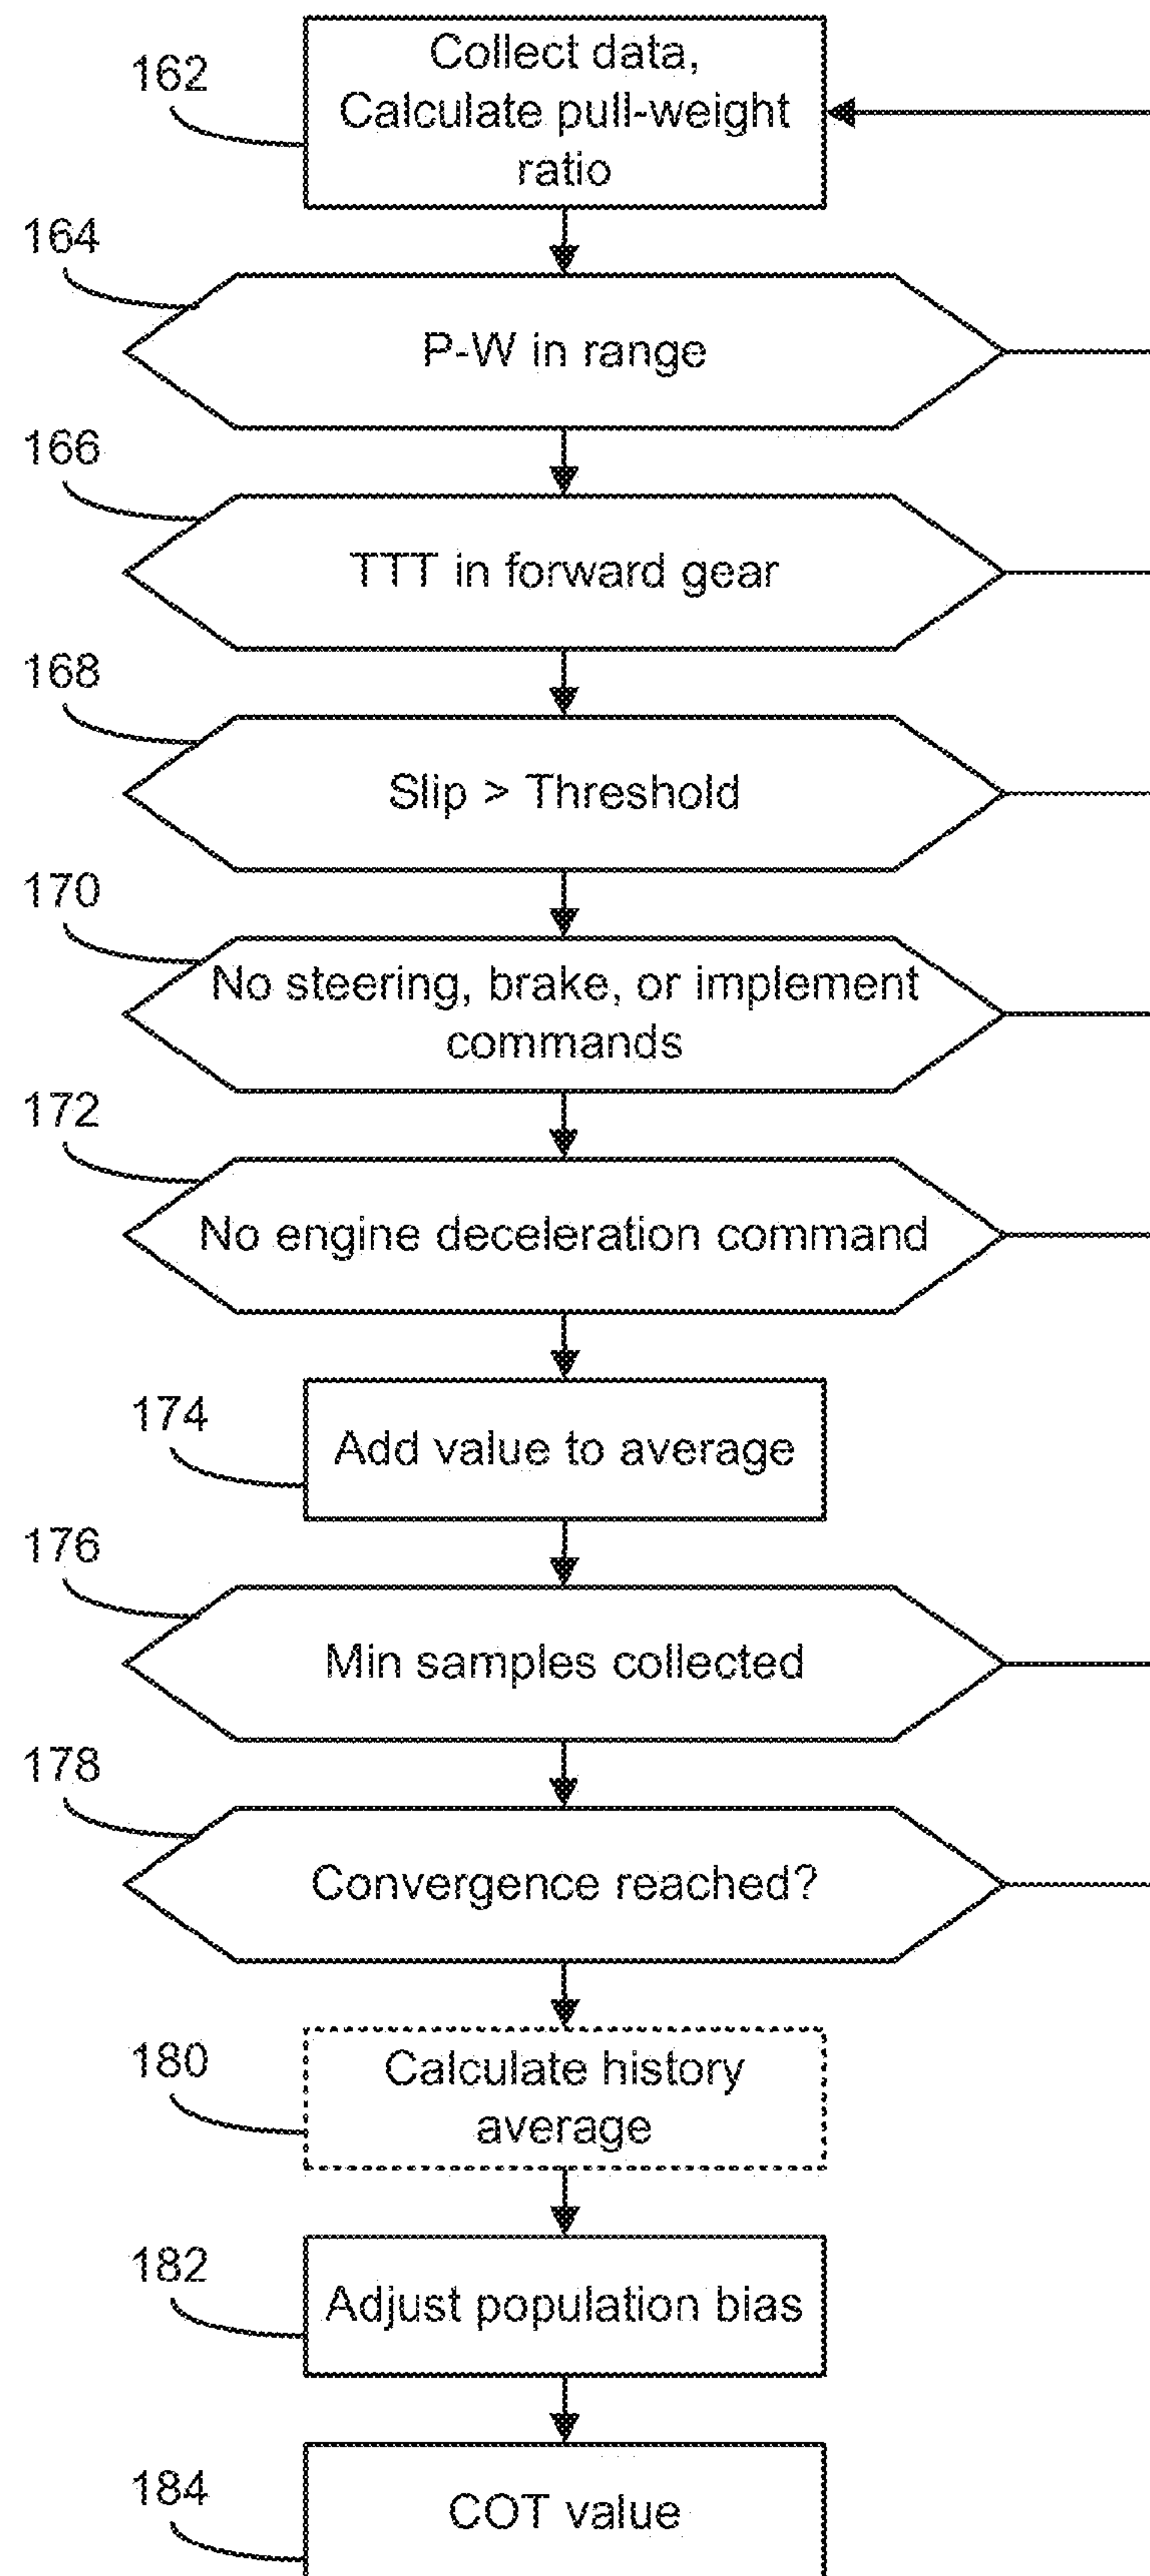 162
Collect data,
Calculate pull-weight
ratio
164
P-W in range
166
TTT in forward gear
168
Slip > Threshold
170
No steering, brake, or implement
commands
172
No engine deceleration command
174
Add value to average
176
Min samples collected
178
Convergence reached?
180
Calculate history
average
182
Adjust population bias
184
COT value